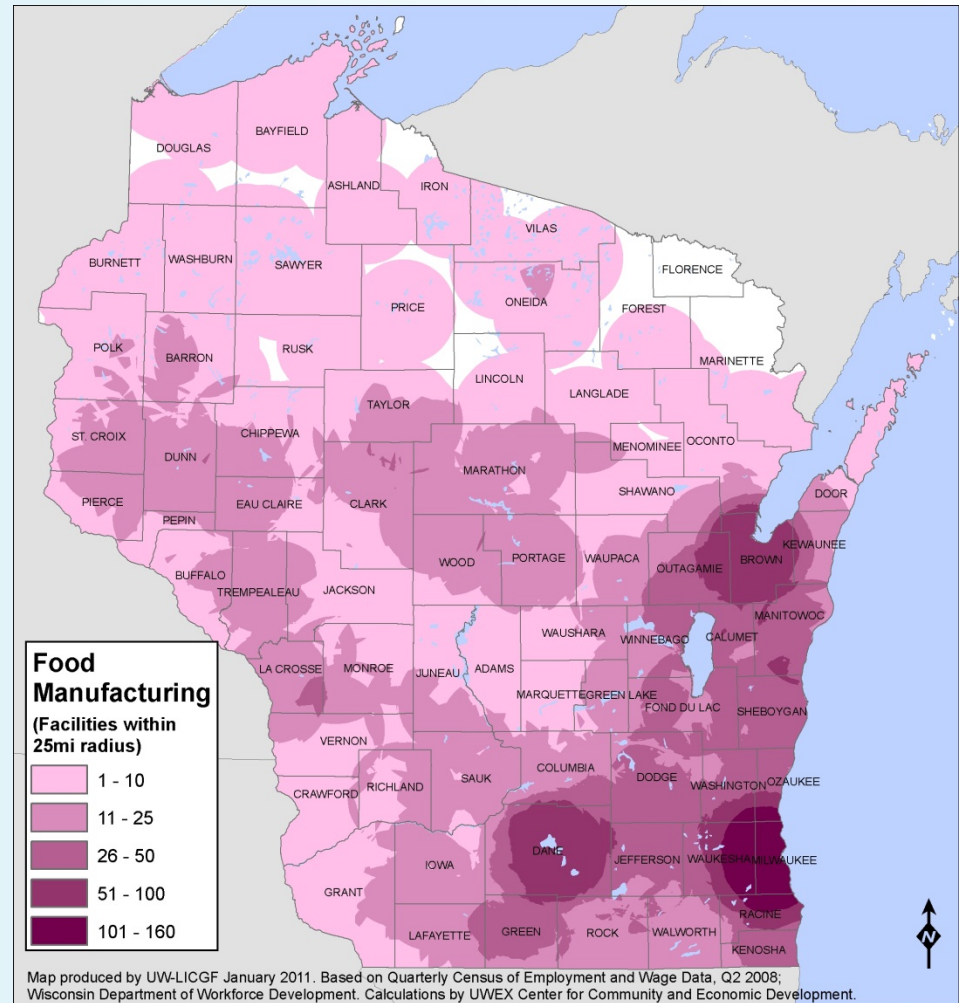 DOUGLAS
BAYFIELD
ASHLAND
IRON
VILAS
BURNETT
WASHBURN
SAWYER
FLORENCE
PRICE
ONEIDA
FOREST
POLK
BARRON
RUSK
MARINETTE
LINCOLN
LANGLADE
TAYLOR
ST. CROIX
DUNN
CHIPPEWA
MENOMINEE
OCONTO
MARATHON
PIERCE
EAU CLAIRE
CLARK
SHAWANO
DOOR
PEPIN
WOOD
PORTAGE
WAUPACA
OUTAGAMIE
BROWN
KEWAUNEE
BUFFALO
TREMPEALEAU
JACKSON
WAUSHARA
WINNEBAGO
CALUMET
MANITOWOC
LA CROSSE
MONROE
JUNEAU
ADAMS
MARQUETTE
GREEN LAKE
FOND DU LAC
SHEBOYGAN
VERNON
CRAWFORD
RICHLAND
SAUK
COLUMBIA
DODGE
WASHINGTON
OZAUKEE
GRANT
IOWA
DANE
JEFFERSON
WAUKESHA
MILWAUKEE
LAFAYETTE
GREEN
ROCK
WALWORTH
RACINE
KENOSHA
Food
Manufacturing
(Facilities within
25mi radius)
1 - 10
11 - 25
26 - 50
51 - 100
101 - 160
N
Map produced by UW-LICGF January 2011. Based on Quarterly Census of Employment and Wage Data, Q2 2008;
Wisconsin Department of Workforce Development. Calculations by UWEX Center for Community and Economic Development.